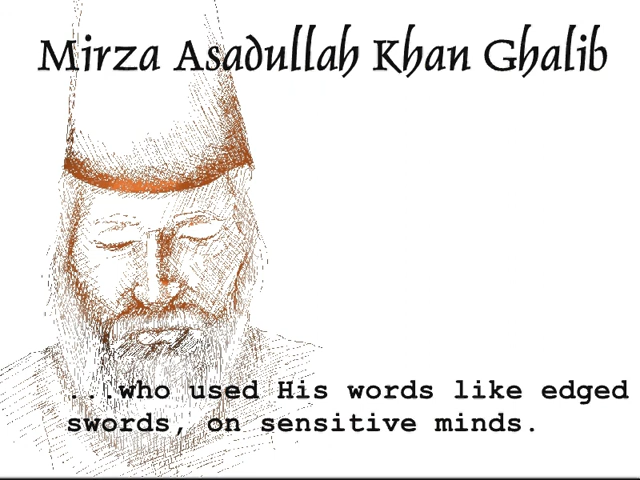 Mirza Asadullah Khan Ghalib
...who used His words like edged
swords, on sensitive minds.